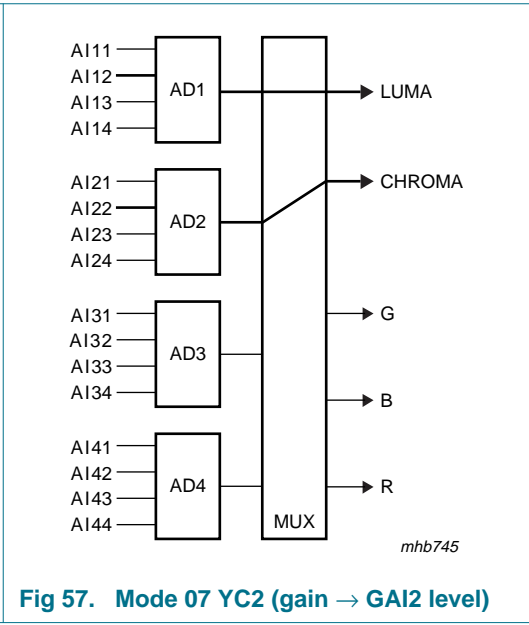 AI11
AI12
AI13
AI14
AD1
LUMA
AI21
AI22
AI23
AI24
AD2
CHROMA
AI31
AI32
AI33
AI34
AD3
G
B
AI41
AI42
AI43
AI44
AD4
R
MUX
mhb745
Fig 57. Mode 07 YC2 (gain → GAI2 level)